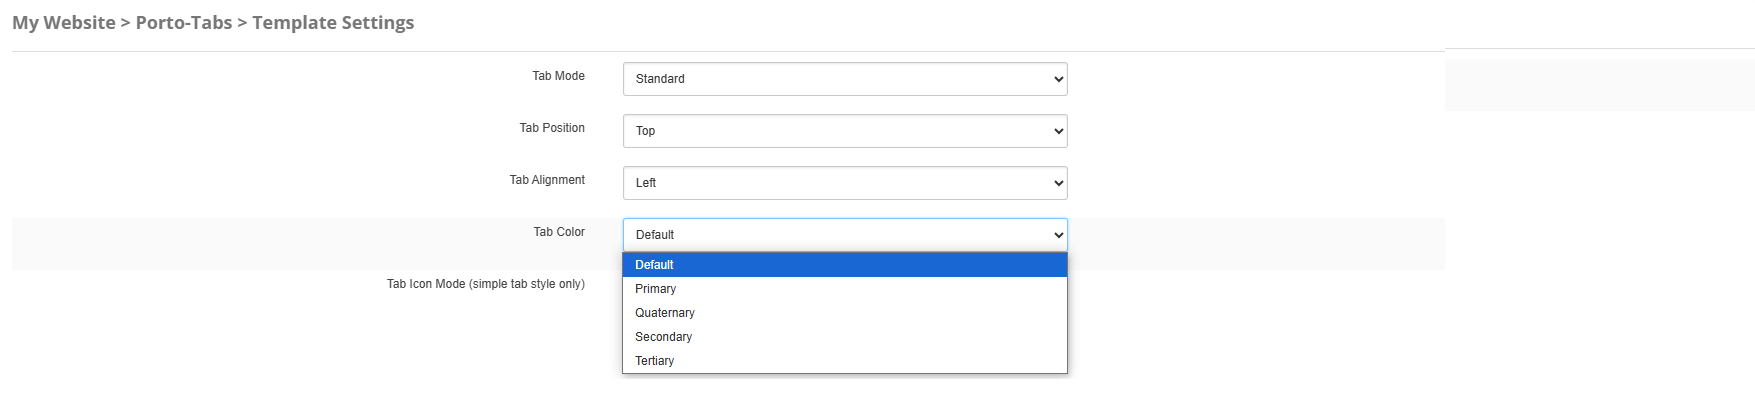 My Website > Porto-Tabs > Template Settings
Tab Mode Standard
Tab Position Top
Tab Alignment Left
Tab Color Default
Default
Tab Icon Mode (simple tab style only)
Primary
Quaternary
Secondary
Tertiary